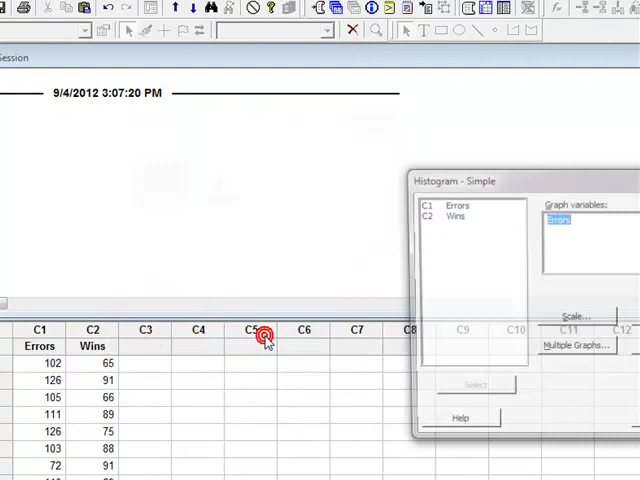 Session
9/4/2012 3:07:20 PM
Histogram - Simple
C1 Errors
C2 Wins
Graph variables:
Errors
Scale...
Multiple Graphs...
Select
Help
C1 C2 C3 C4 C5 C6 C7 C8 C9 C10 C11 C12
Errors Wins
102 65
126 91
105 66
111 89
126 75
103 88
72 91